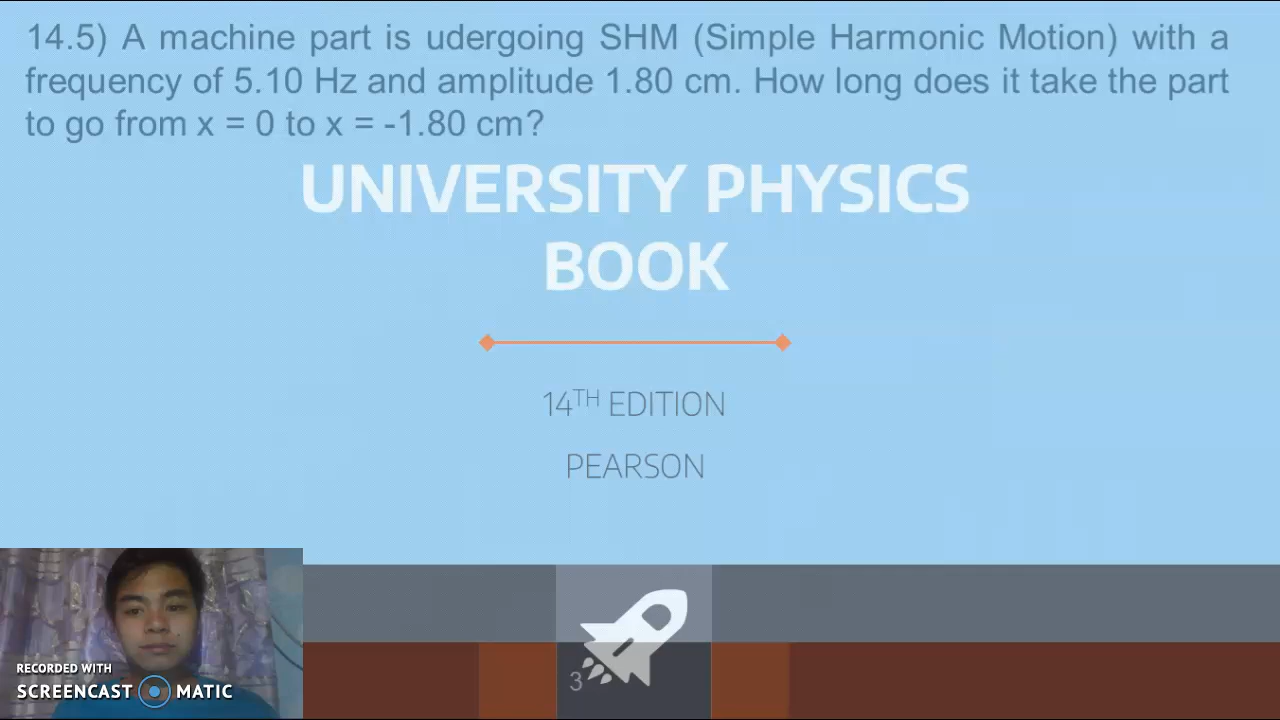 14.5) A machine part is udergoing SHM (Simple Harmonic Motion) with a
frequency of 5.10 Hz and amplitude 1.80 cm. How long does it take the part
to go from x = 0 to x = -1.80 cm?
UNIVERSITY PHYSICS
BOOK
14TH EDITION
PEARSON
3
RECORDED WITH
SCREENCAST MATIC